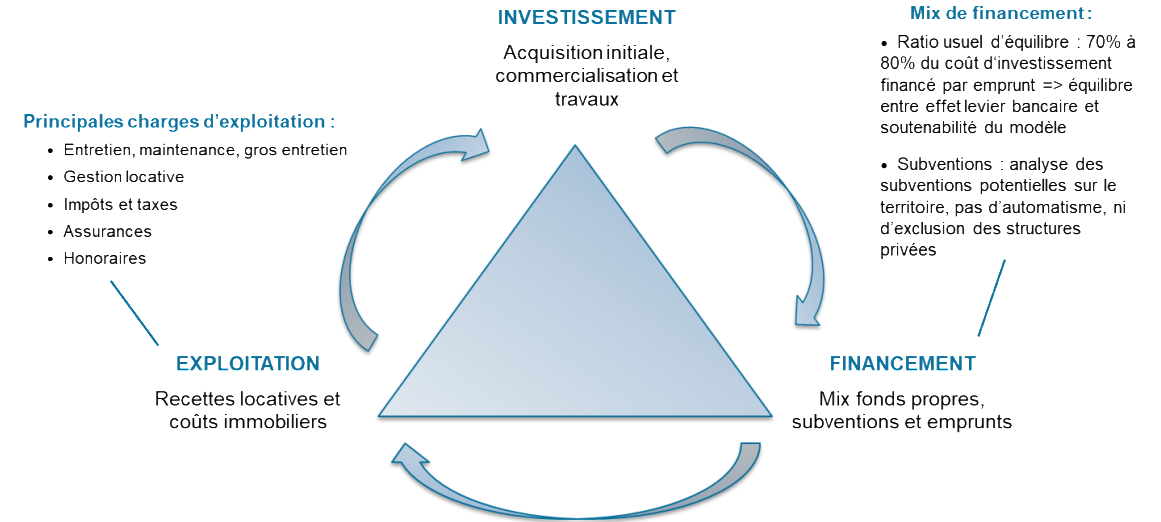 INVESTISSEMENT
Acquisition initiale,
commercialisation et
travaux
Mix de financement :
• Ratio usuel d'équilibre : 70% à
80% du coût d'investissement
financé par emprunt => équilibre
entre effet levier bancaire et
soutenabilité du modèle
• Subventions : analyse des
subventions potentielles sur le
territoire, pas d'automatisme, ni
d'exclusion des structures
privées
Principales charges d'exploitation :
• Entretien, maintenance, gros entretien
• Gestion locative
• Impôts et taxes
• Assurances
• Honoraires
EXPLOITATION
Recettes locatives et
coûts immobiliers
FINANCEMENT
Mix fonds propres,
subventions et emprunts